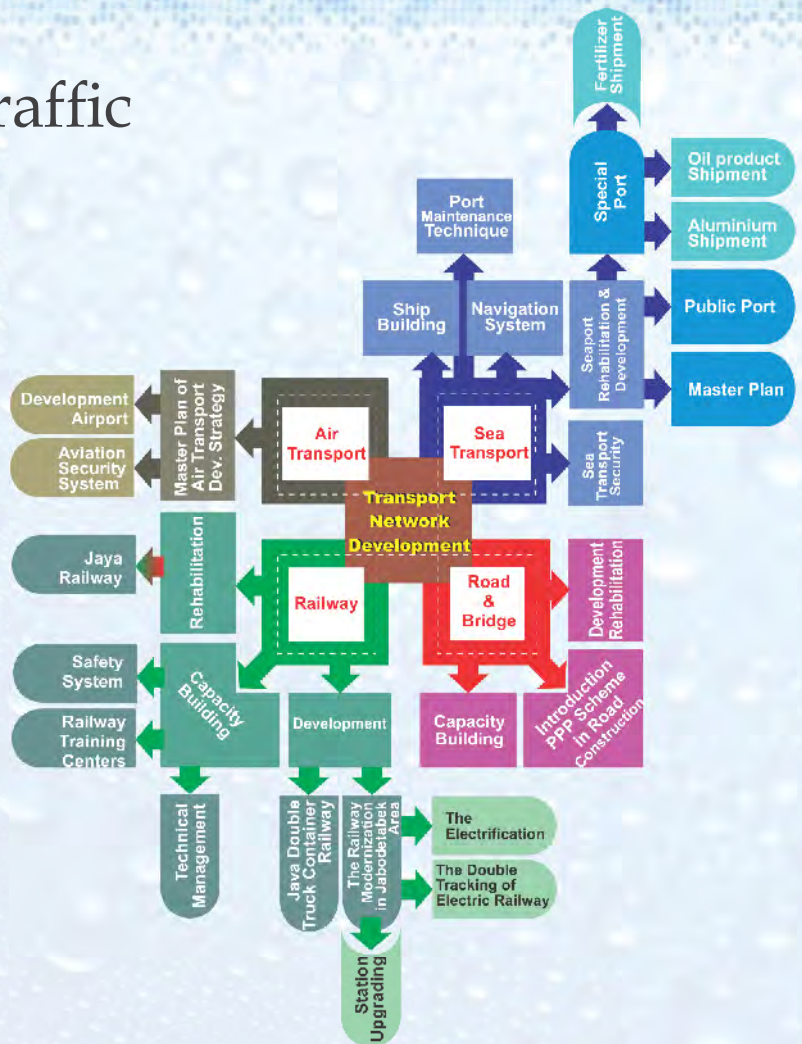 raffic
Fertilizer
Shipment
Special
Port
Oil product
Shipment
Aluminium
Shipment
Port
Maintenance
Technique
Ship
Building
Navigation
System
Seaport
Rehabilitation &
Development
Public Port
Master Plan
Sea
Transport
Security
Development
Airport
Aviation
Security
System
Master Plan of
Air Transport
Dev. Strategy
Air
Transport
Sea
Transport
Transport
Network
Development
Jaya
Railway
Rehabilitation
Railway
Road
&
Bridge
Development
Rehabilitation
Safety
System
Railway
Training
Centers
Capacity
Building
Development
Capacity
Building
Introduction
PPP Scheme
in Road
Construction
Technical
Management
Java Double
Truck Container
Railway
The Railway
Modernization
in Jabodetabek
Area
The
Electrification
The Double
Tracking of
Electric Railway
Station
Upgrading